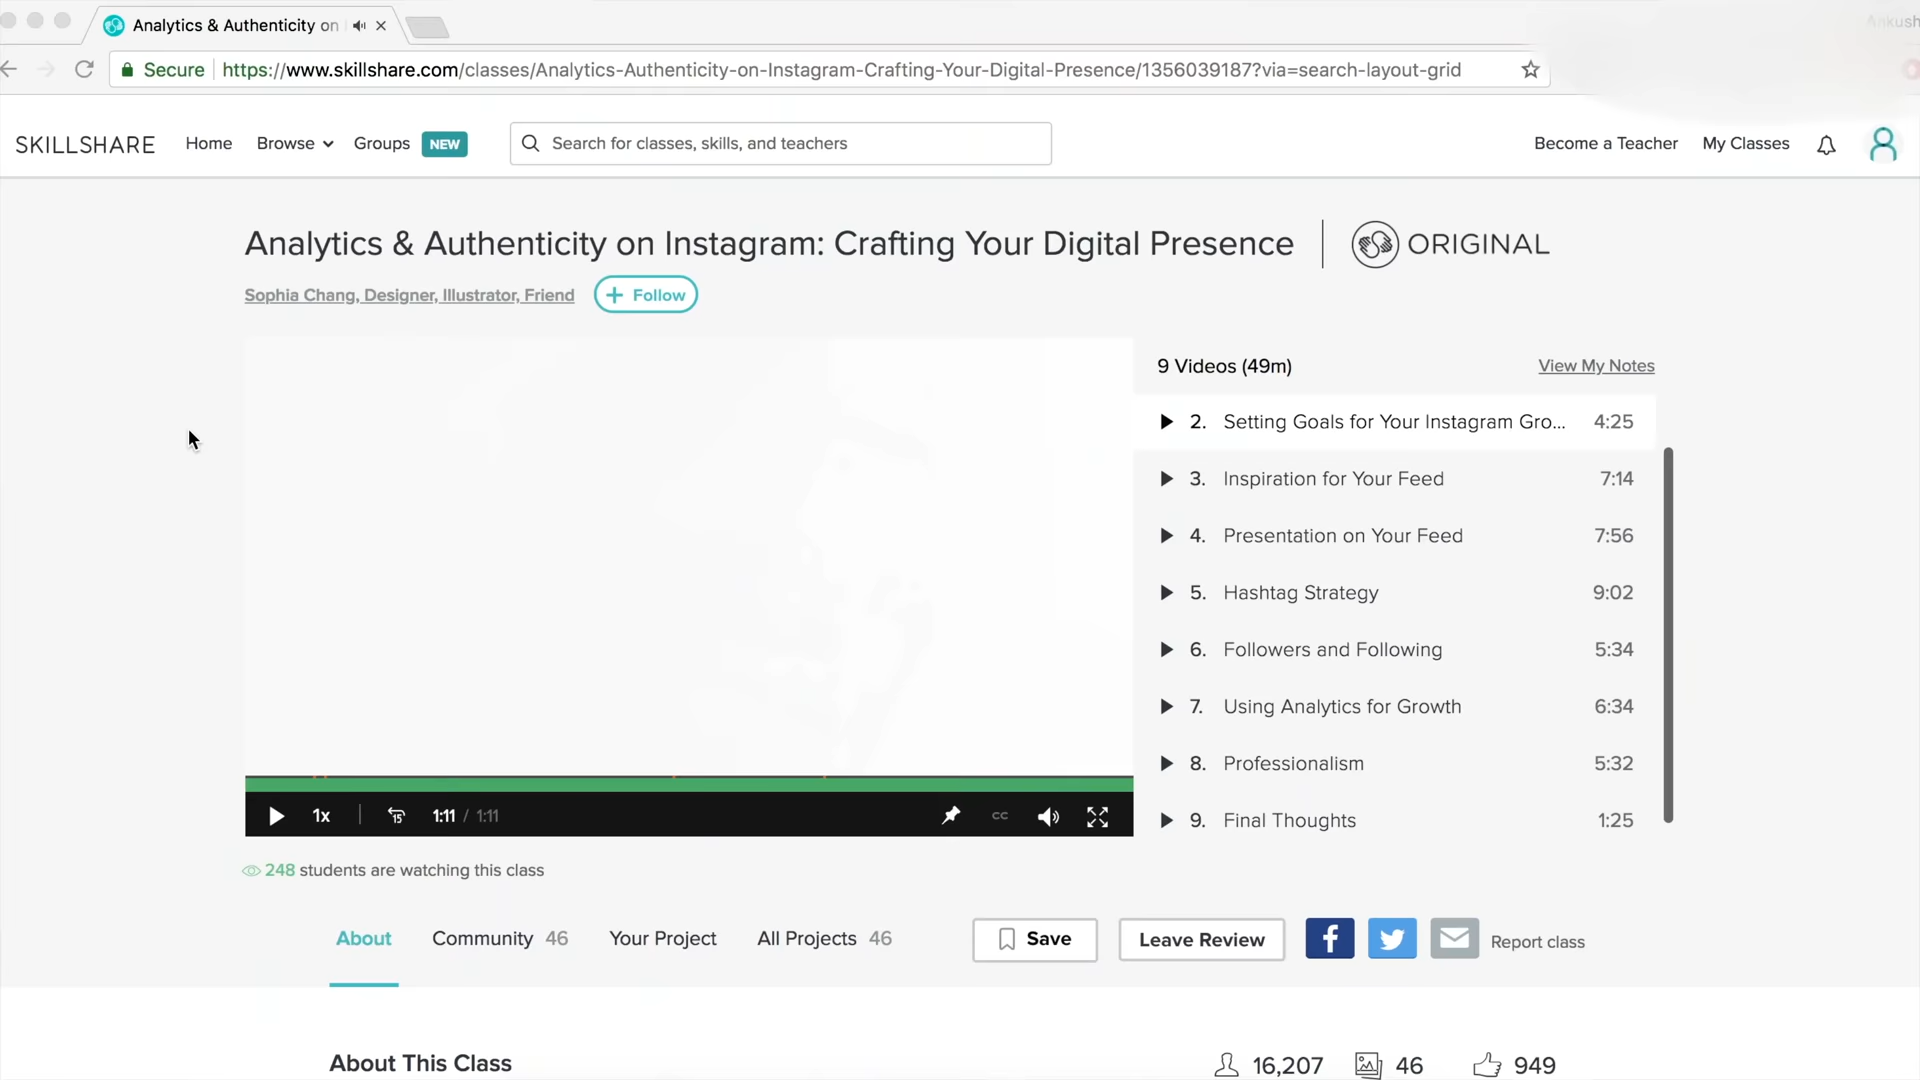 Analytics & Authenticity on
Ankush
Secure https://www.skillshare.com/classes/Analytics-Authenticity-on-Instagram-Crafting-Your-Digital-Presence/1356039187?via=search-layout-grid
SKILLSHARE Home Browse Groups NEW Search for classes, skills, and teachers Become a Teacher My Classes
Analytics & Authenticity on Instagram: Crafting Your Digital Presence ORIGINAL
Sophia Chang, Designer, Illustrator, Friend + Follow
9 Videos (49m) View My Notes
2. Setting Goals for Your Instagram Gro... 4:25
3. Inspiration for Your Feed 7:14
4. Presentation on Your Feed 7:56
5. Hashtag Strategy 9:02
6. Followers and Following 5:34
7. Using Analytics for Growth 6:34
8. Professionalism 5:32
9. Final Thoughts 1:25
1x 15 1:11 / 1:11 CC
248 students are watching this class
About Community 46 Your Project All Projects 46 Save Leave Review Report class
About This Class 16,207 46 949